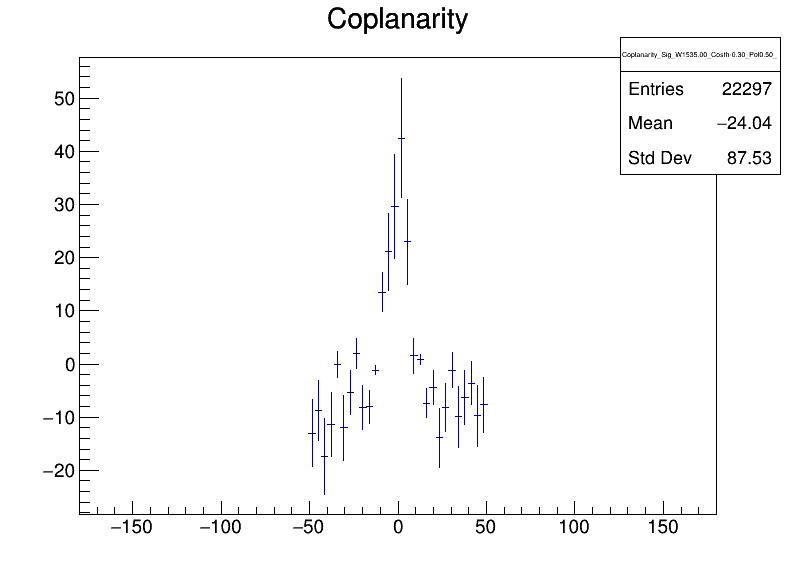 Coplanarity
Coplanarity_Sig_W1535.00_Costh-0.30_Pol0.50_
Entries 22297
Mean −24.04
Std Dev 87.53
50
40
30
20
10
0
−10
−20
−150 −100 −50 0 50 100 150